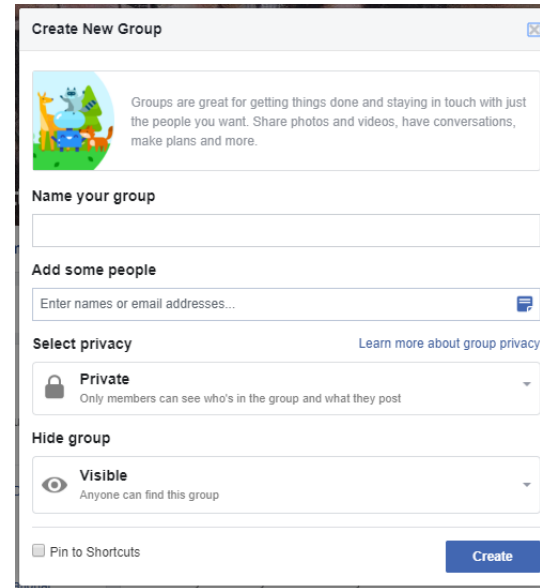 Create New Group
Groups are great for getting things done and staying in touch with just
the people you want. Share photos and videos, have conversations,
make plans and more.
Name your group
Add some people
Enter names or email addresses...
Select privacy Learn more about group privacy
Private
Only members can see who's in the group and what they post
Hide group
Visible
Anyone can find this group
Pin to Shortcuts Create